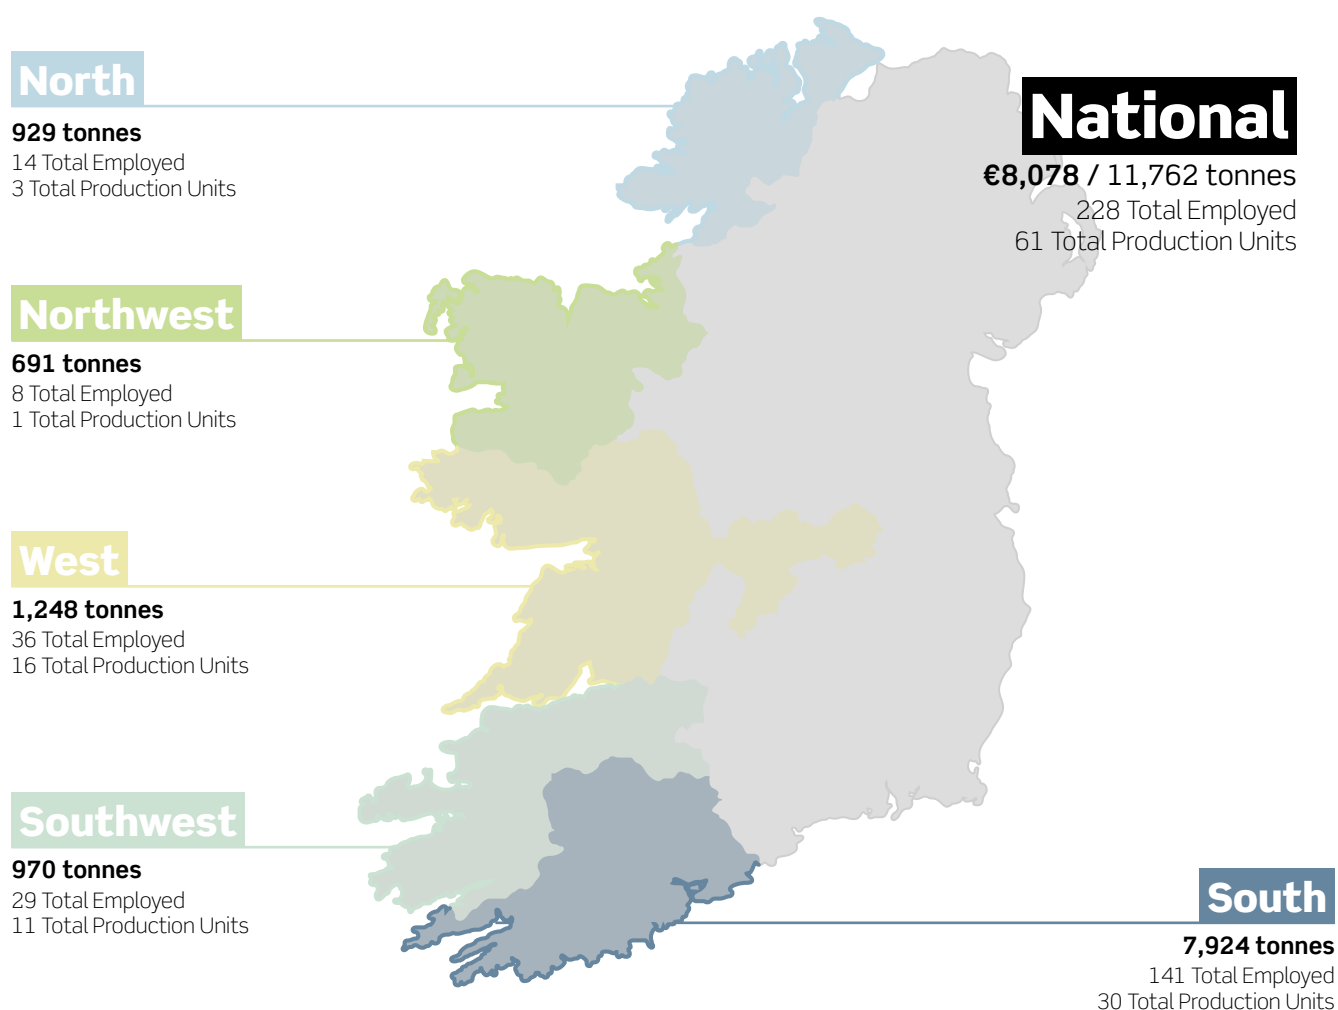 North
929 tonnes
14 Total Employed
3 Total Production Units
National
€8,078 / 11,762 tonnes
228 Total Employed
61 Total Production Units
Northwest
691 tonnes
8 Total Employed
1 Total Production Units
West
1,248 tonnes
36 Total Employed
16 Total Production Units
Southwest
970 tonnes
29 Total Employed
11 Total Production Units
South
7,924 tonnes
141 Total Employed
30 Total Production Units